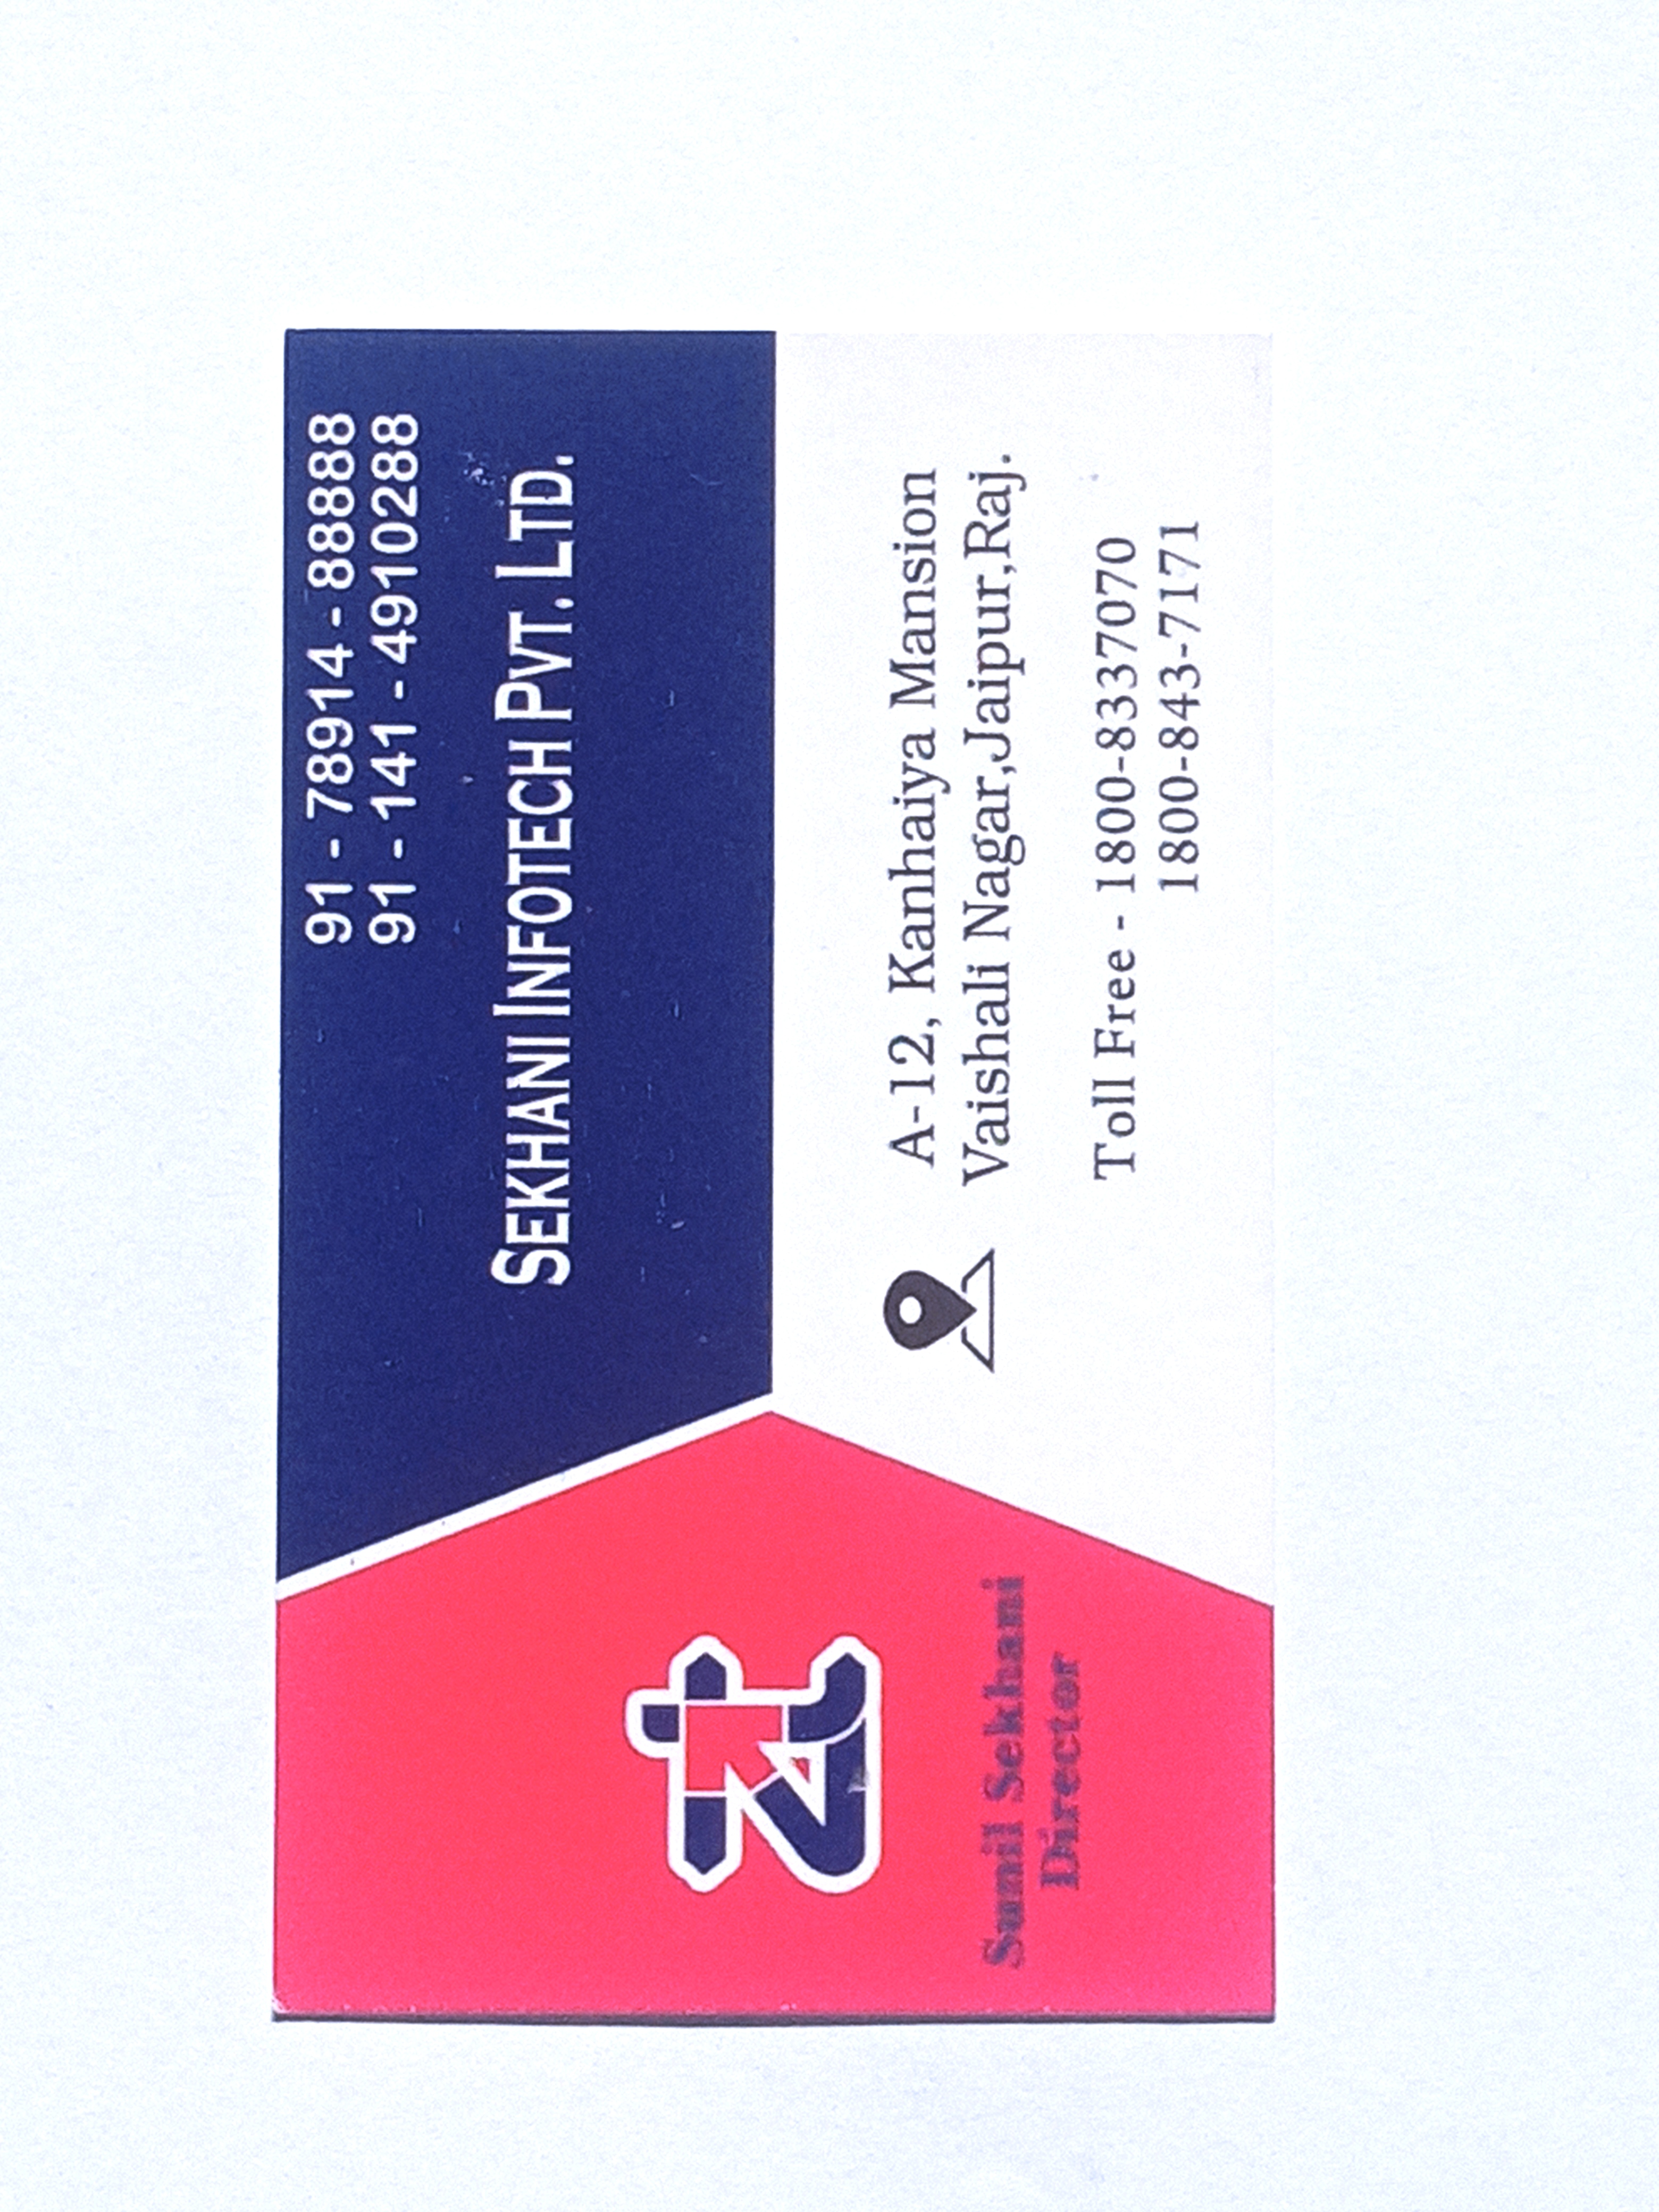 91 - 78914 - 88888
91 - 141 - 4910288
SEKHANI INFOTECH PVT. LTD.
A-12, Kanhaiya Mansion
Vaishali Nagar,Jaipur,Raj.
Toll Free - 1800-8337070
1800-843-7171
Sunil Sekhani
Director